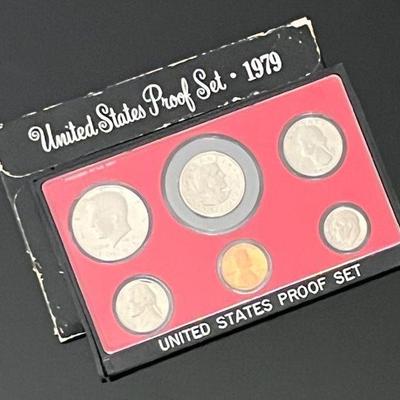 United States Proof Set · 1979
UNITED STATES PROOF SET